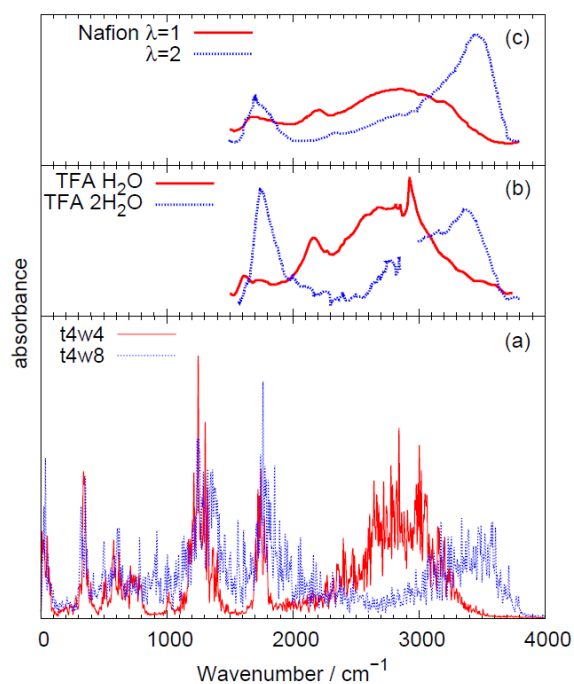 Nafion λ=1
λ=2
(c)
TFA H₂O
TFA 2H₂O
(b)
absorbance
t4w4
t4w8
(a)
0 1000 2000 3000 4000
Wavenumber / cm⁻¹